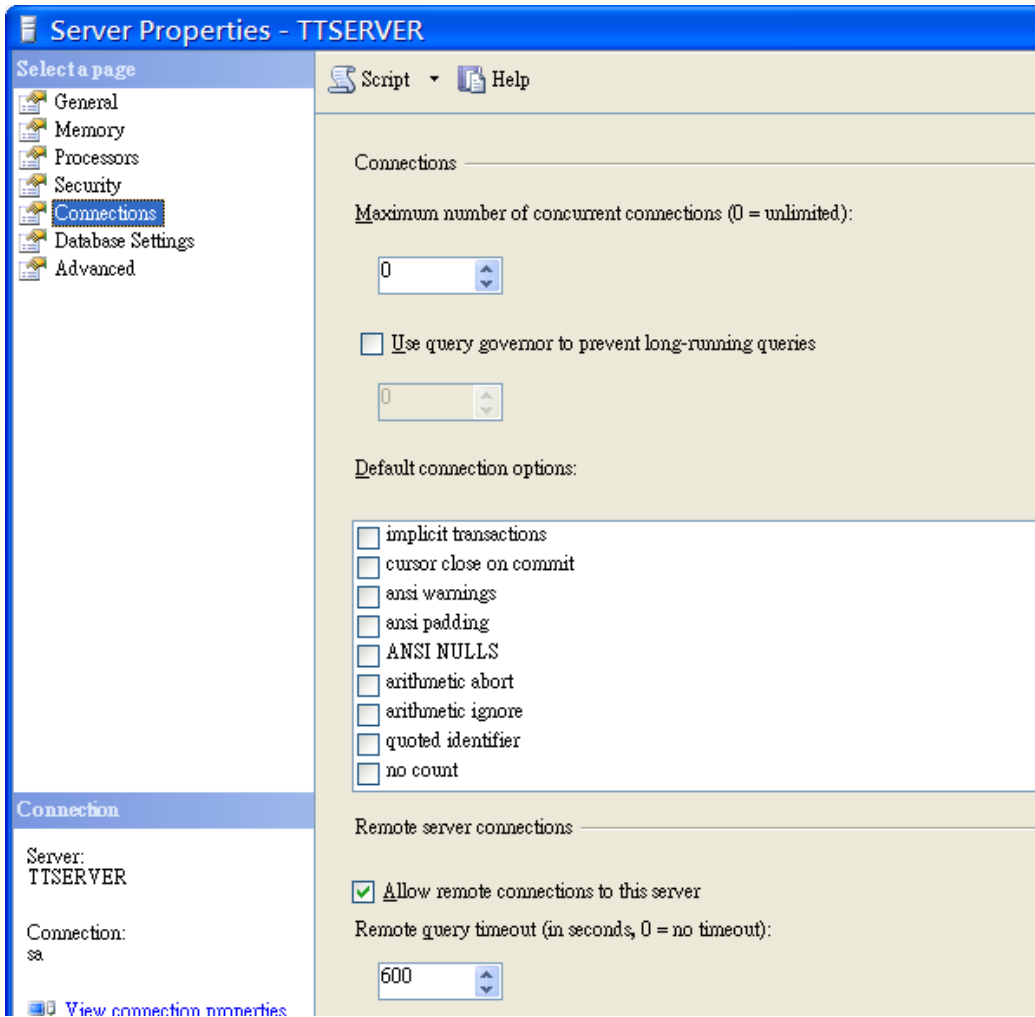 Server Properties - TTSERVER
Select a page
General
Memory
Processors
Security
Connections
Database Settings
Advanced
Script
Help
Connections
Maximum number of concurrent connections (0 = unlimited):
0
Use query governor to prevent long-running queries
0
Default connection options:
implicit transactions
cursor close on commit
ansi warnings
ansi padding
ANSI NULLS
arithmetic abort
arithmetic ignore
quoted identifier
no count
Remote server connections
Allow remote connections to this server
Remote query timeout (in seconds, 0 = no timeout):
600
Connection
Server:
TTSERVER
Connection:
sa
View connection properties